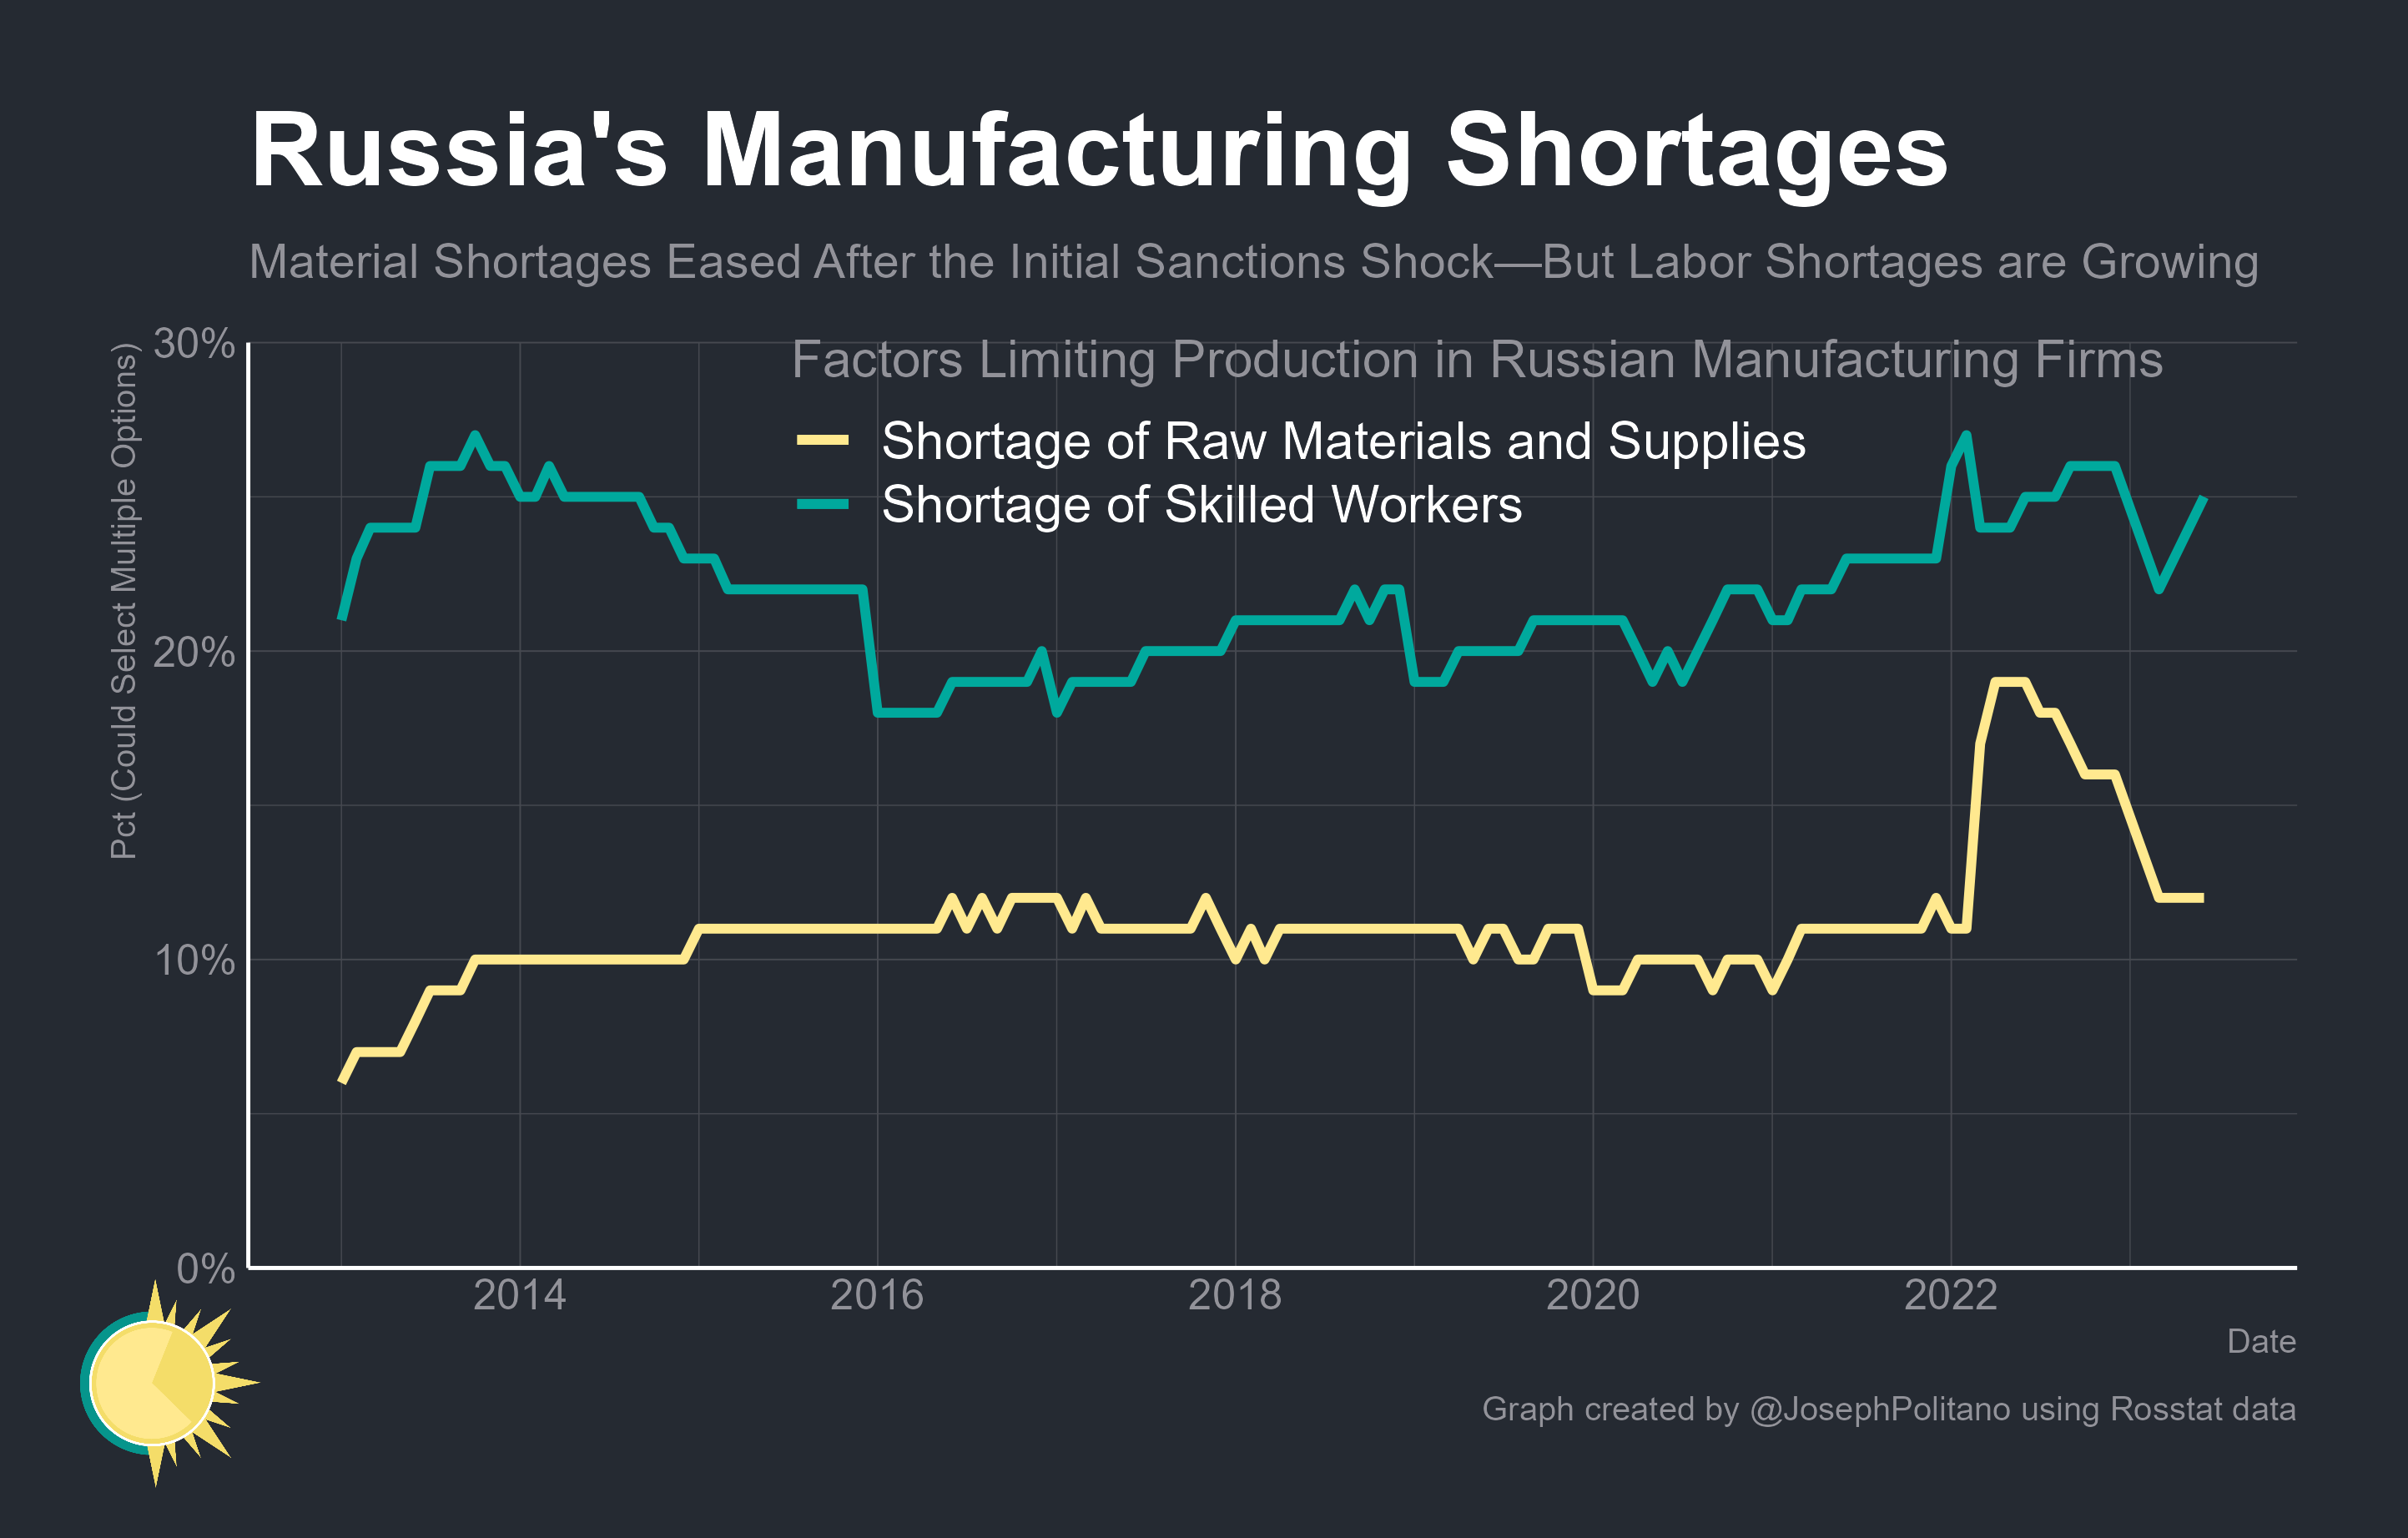 Russia's Manufacturing Shortages
Material Shortages Eased After the Initial Sanctions Shock—But Labor Shortages are Growing
Pct (Could Select Multiple Options)
30%
20%
10%
0%
Factors Limiting Production in Russian Manufacturing Firms
Shortage of Raw Materials and Supplies
Shortage of Skilled Workers
2014
2016
2018
2020
2022
Date
Graph created by @JosephPolitano using Rosstat data